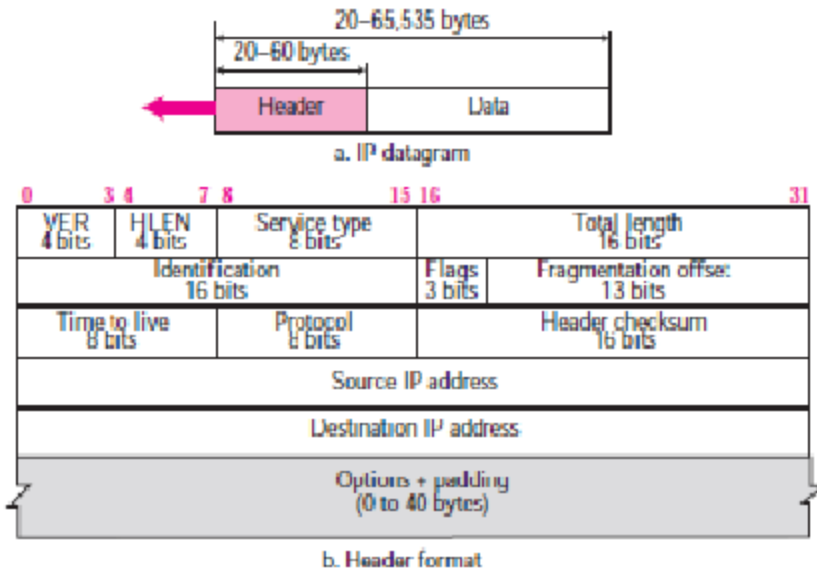 20–65,535 bytes
20–60 bytes
Header Data
a. IP datagram
0 3 4 7 8 15 16 31
VER HLEN Service type Total length
4 bits 4 bits 8 bits 16 bits
Identification Flags Fragmentation offset
16 bits 3 bits 13 bits
Time to live Protocol Header checksum
8 bits 8 bits 16 bits
Source IP address
Destination IP address
Options + padding
(0 to 40 bytes)
b. Header format